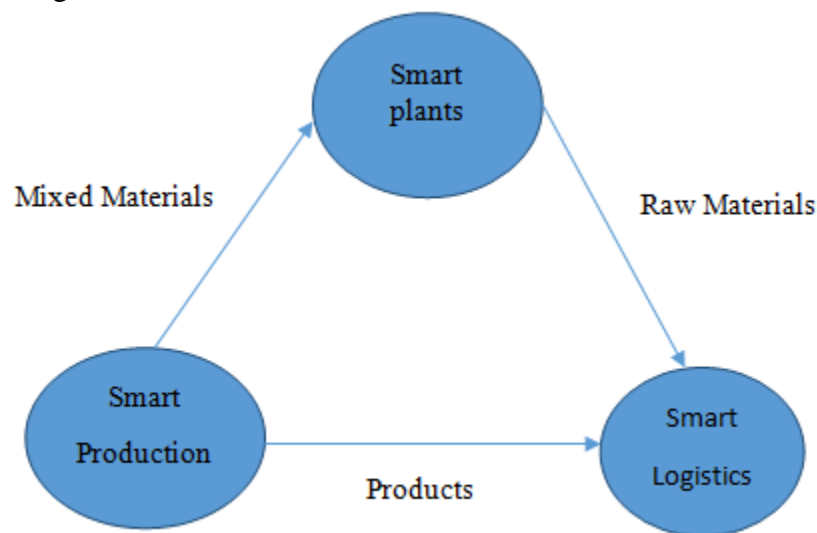 Smart
plants
Mixed Materials
Raw Materials
Smart
Production
Smart
Logistics
Products